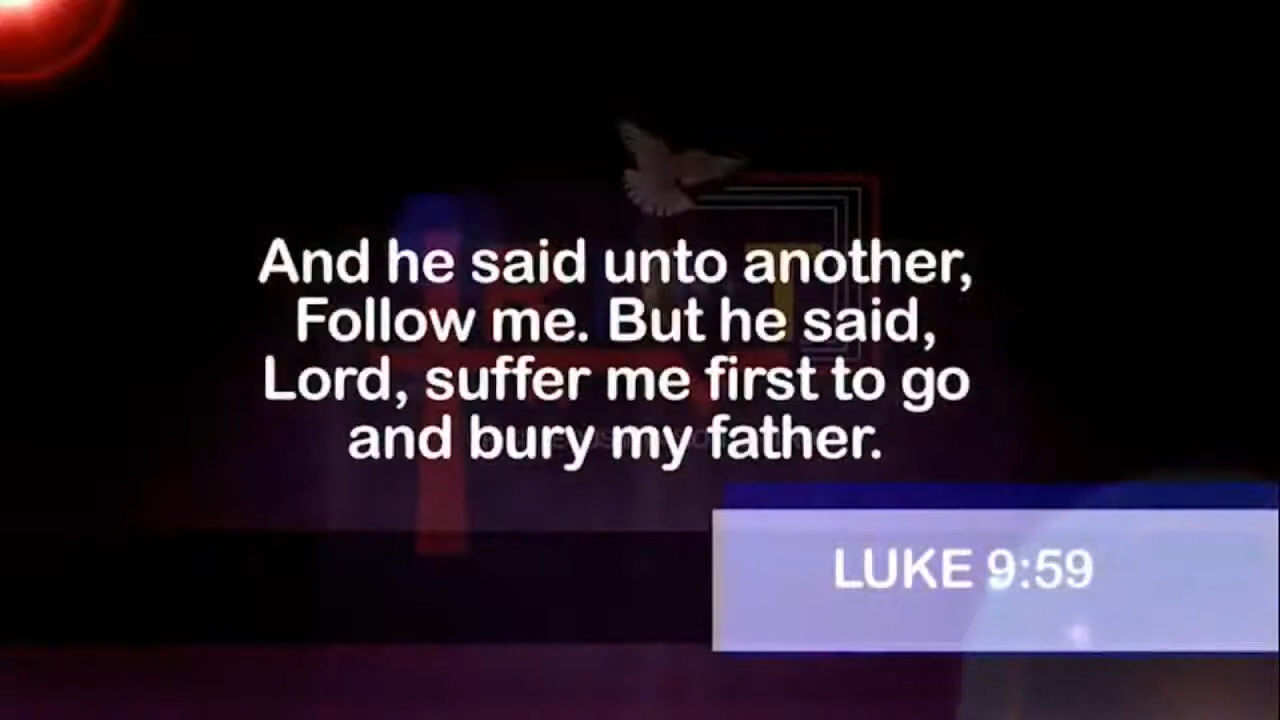 And he said unto another,
Follow me. But he said,
Lord, suffer me first to go
and bury my father.
LUKE 9:59